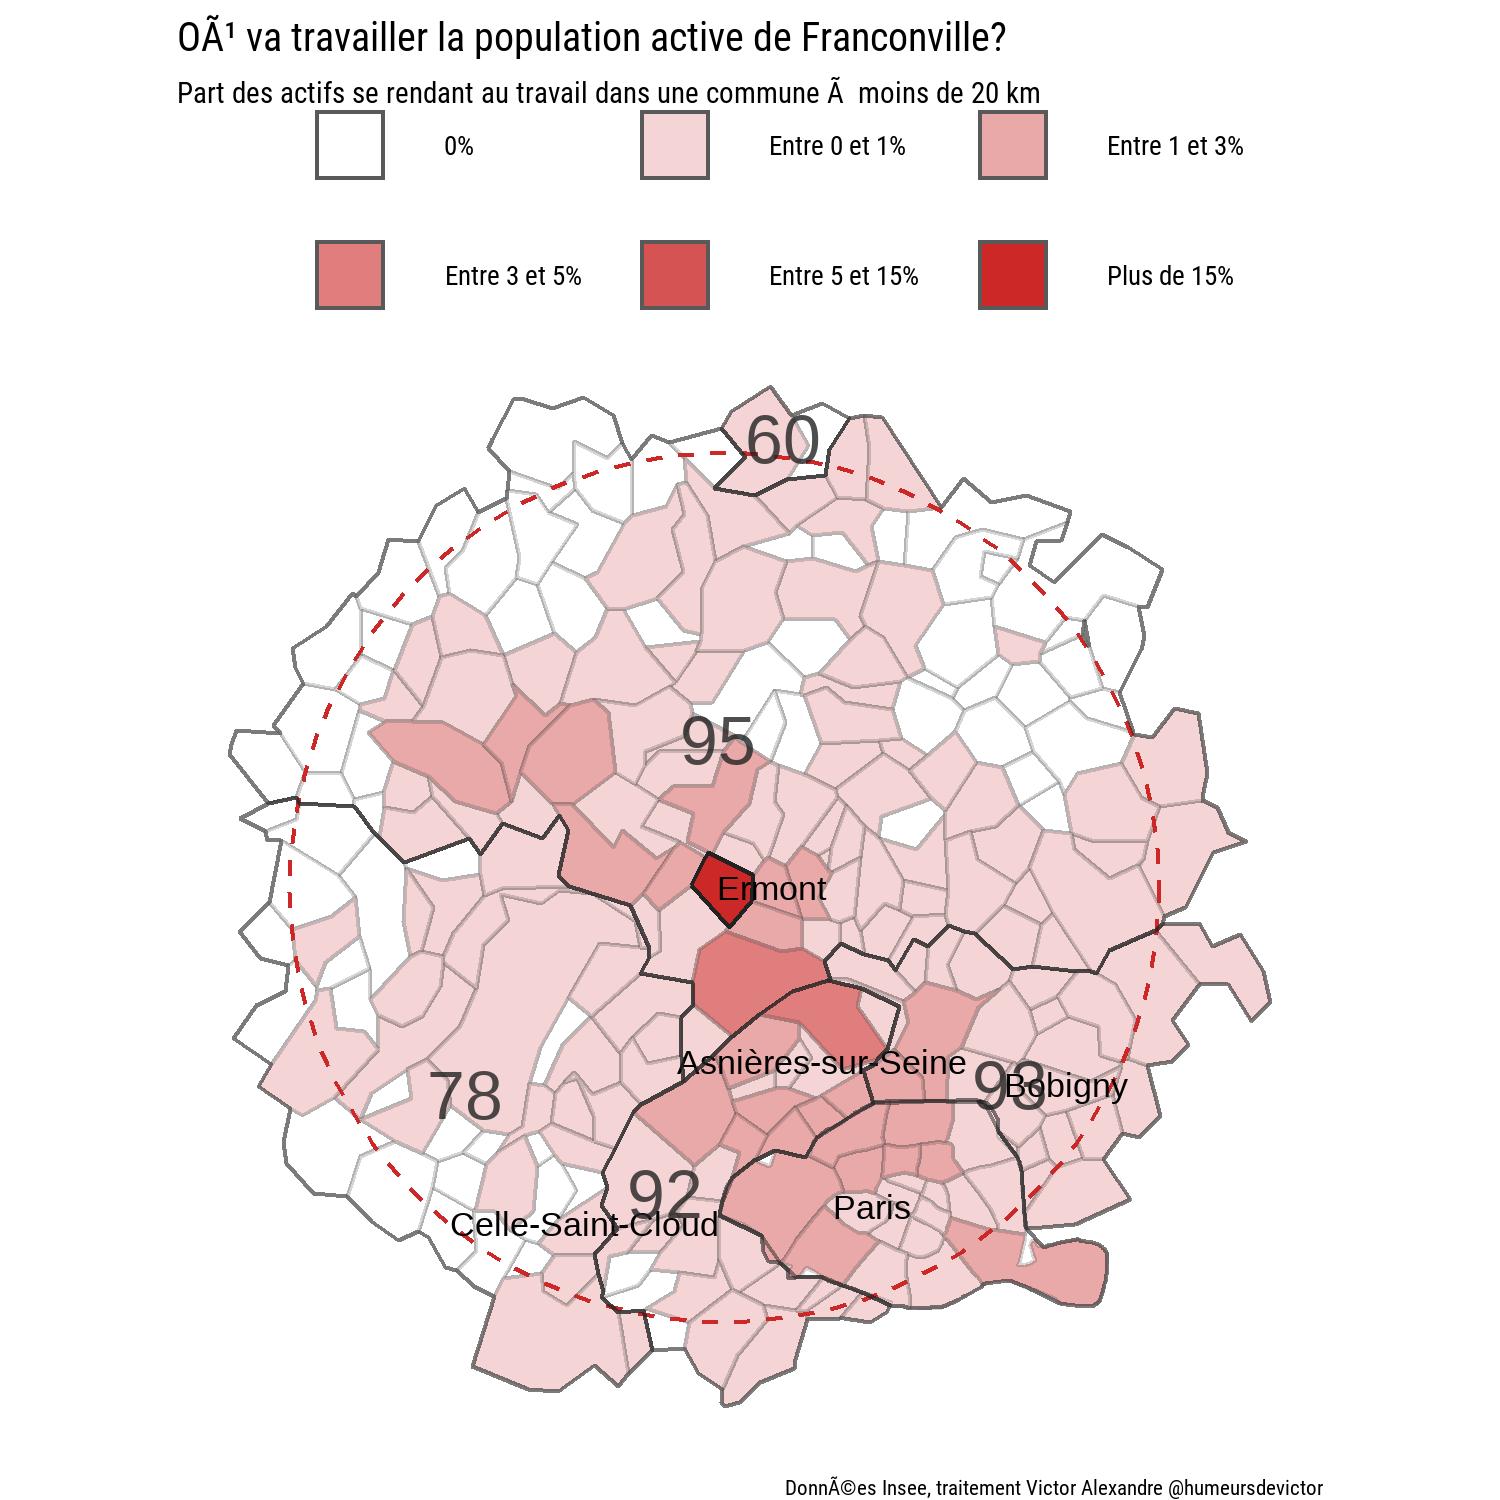 OÃ¹ va travailler la population active de Franconville?
Part des actifs se rendant au travail dans une commune Ã  moins de 20 km
0%
Entre 0 et 1%
Entre 1 et 3%
Entre 3 et 5%
Entre 5 et 15%
Plus de 15%
60
95
Ermont
Asnières-sur-Seine
93
Bobigny
78
92
Celle-Saint-Cloud
Paris
DonnÃ©es Insee, traitement Victor Alexandre @humeursdevictor